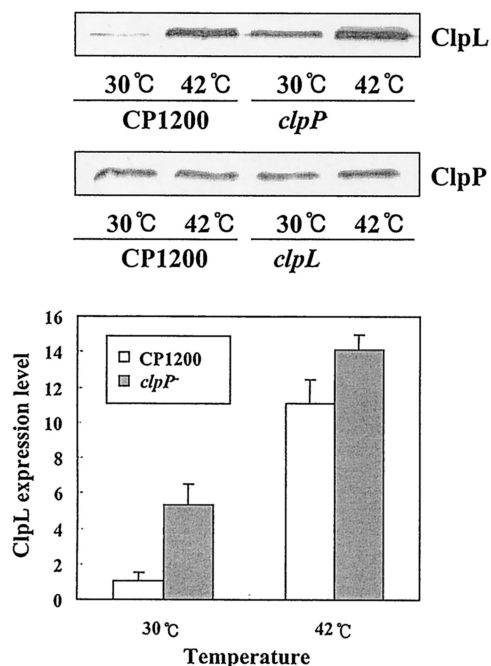 ClpL
30℃ 42℃ 30℃ 42℃
CP1200 clpP
ClpP
30℃ 42℃ 30℃ 42℃
CP1200 clpL
16
14
12
10
8
6
4
2
0
ClpL expression level
CP1200
clpP⁻
30℃ 42℃
Temperature